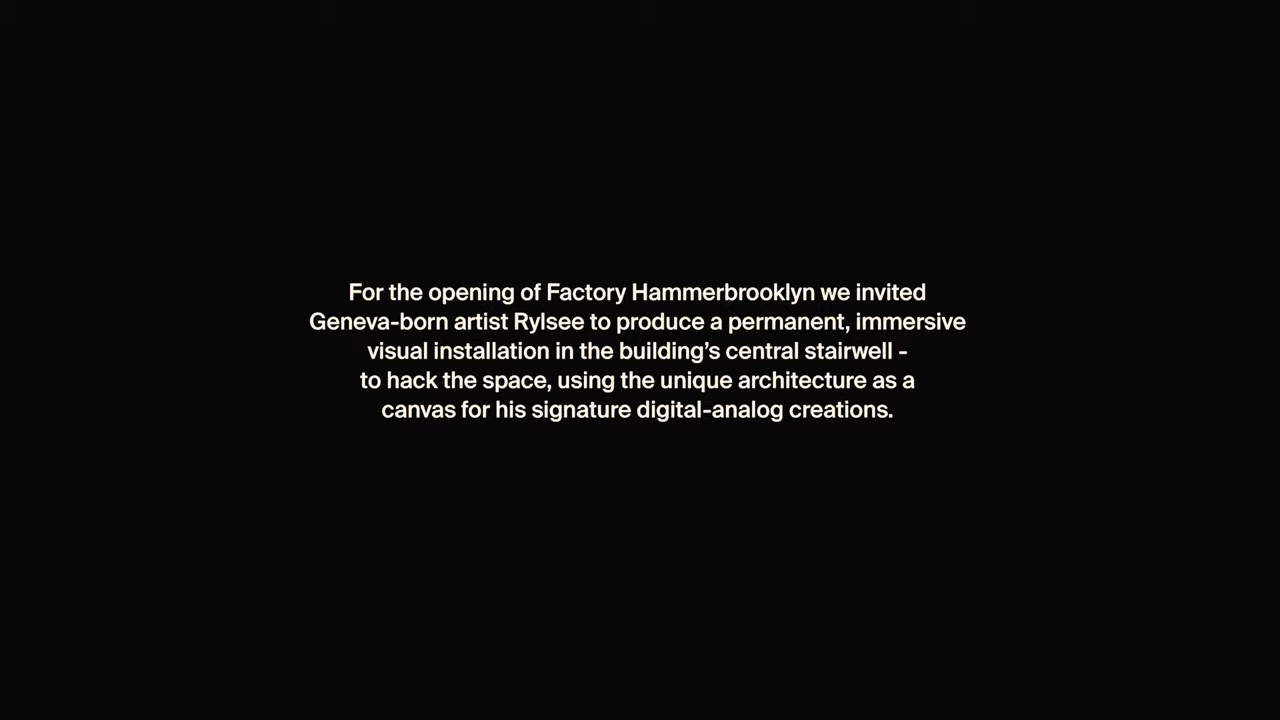 For the opening of Factory Hammerbrooklyn we invited
Geneva-born artist Rylsee to produce a permanent, immersive
visual installation in the building’s central stairwell -
to hack the space, using the unique architecture as a
canvas for his signature digital-analog creations.